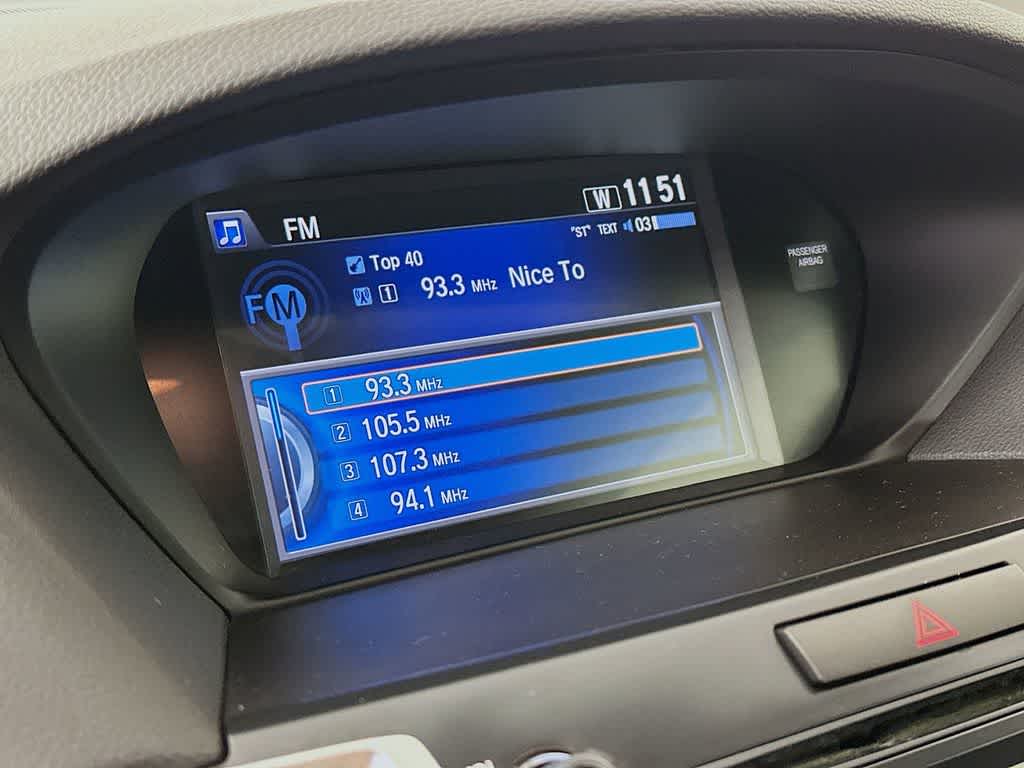 FM
W 11 51
"ST" TEXT 03
FM
Top 40
1 93.3 MHz Nice To
1 93.3 MHz
2 105.5 MHz
3 107.3 MHz
4 94.1 MHz
PASSENGER
AIRBAG